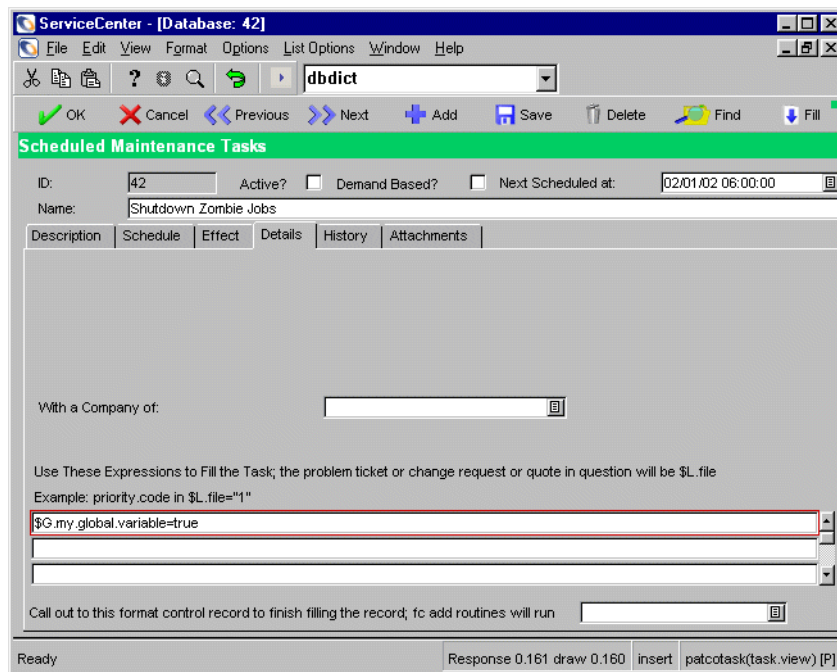 ServiceCenter - [Database: 42]
File Edit View Format Options List Options Window Help
dbdict
OK Cancel Previous Next Add Save Delete Find Fill
Scheduled Maintenance Tasks
ID: 42 Active? Demand Based? Next Scheduled at: 02/01/02 06:00:00
Name: Shutdown Zombie Jobs
Description Schedule Effect Details History Attachments
With a Company of:
Use These Expressions to Fill the Task; the problem ticket or change request or quote in question will be $L.file
Example: priority.code in $L.file="1"
$G.my.global.variable=true
Call out to this format control record to finish filling the record; fc add routines will run
Ready Response 0.161 draw 0.160 insert patcotask(task.view) [P]